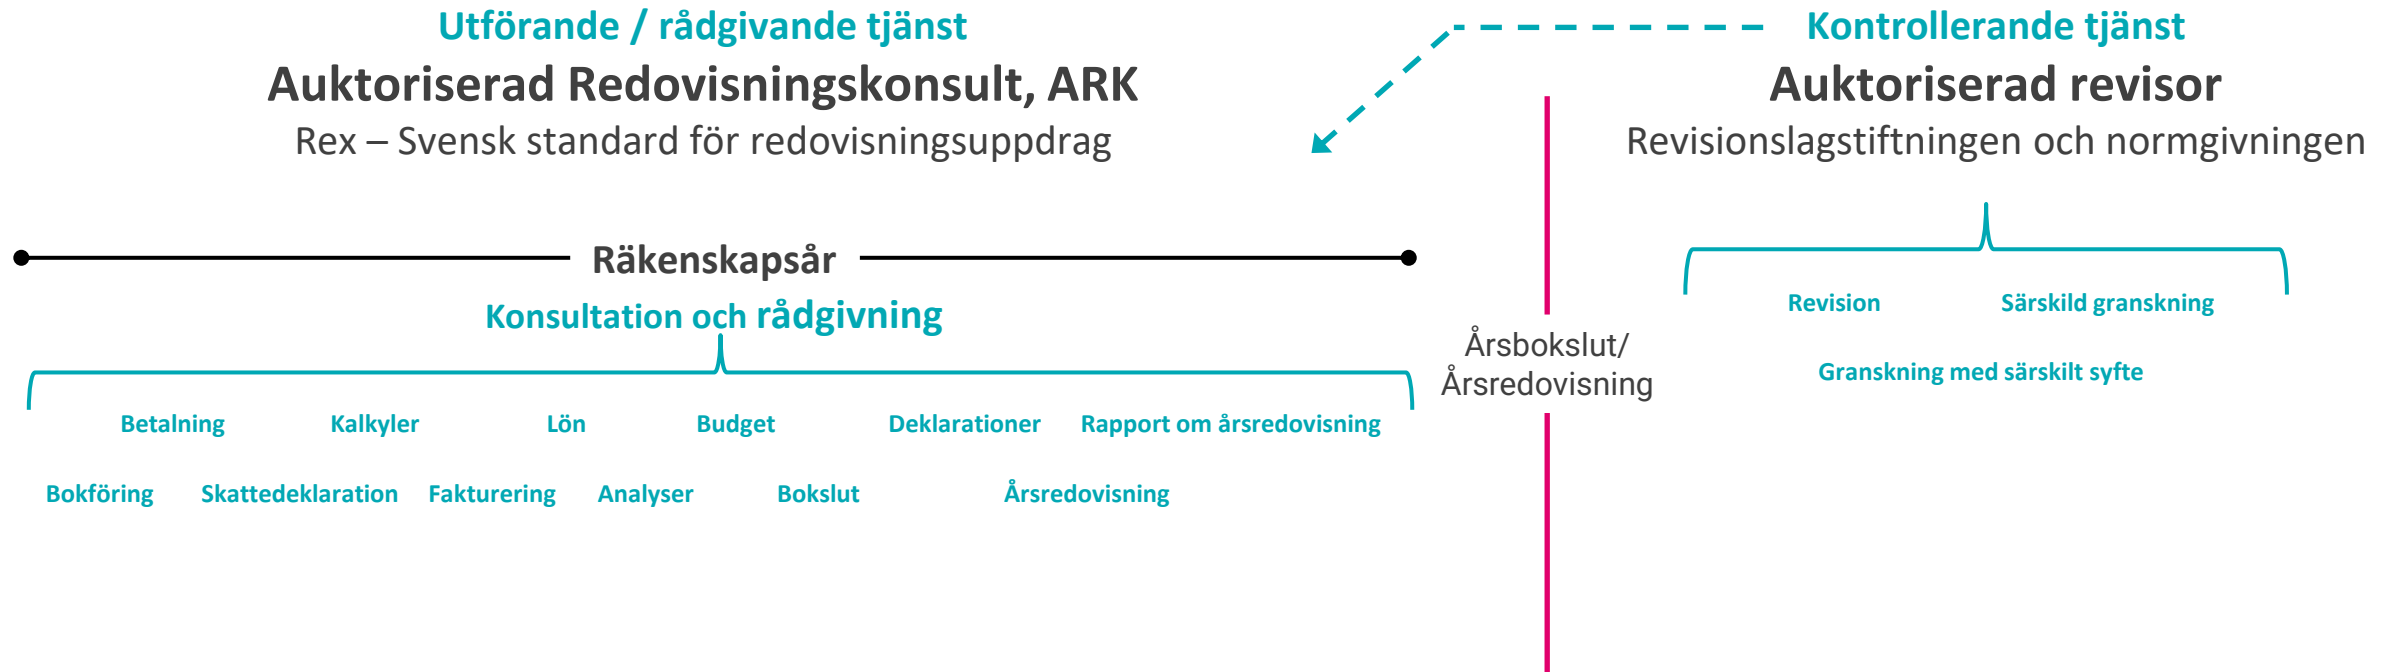 Utförande / rådgivande tjänst
Auktoriserad Redovisningskonsult, ARK
Rex – Svensk standard för redovisningsuppdrag
Räkenskapsår
Konsultation och rådgivning
Betalning Kalkyler Lön Budget Deklarationer Rapport om årsredovisning
Bokföring Skattedeklaration Fakturering Analyser Bokslut Årsredovisning
Årsbokslut/
Årsredovisning
Kontrollerande tjänst
Auktoriserad revisor
Revisionslagstiftningen och normgivningen
Revision Särskild granskning
Granskning med särskilt syfte